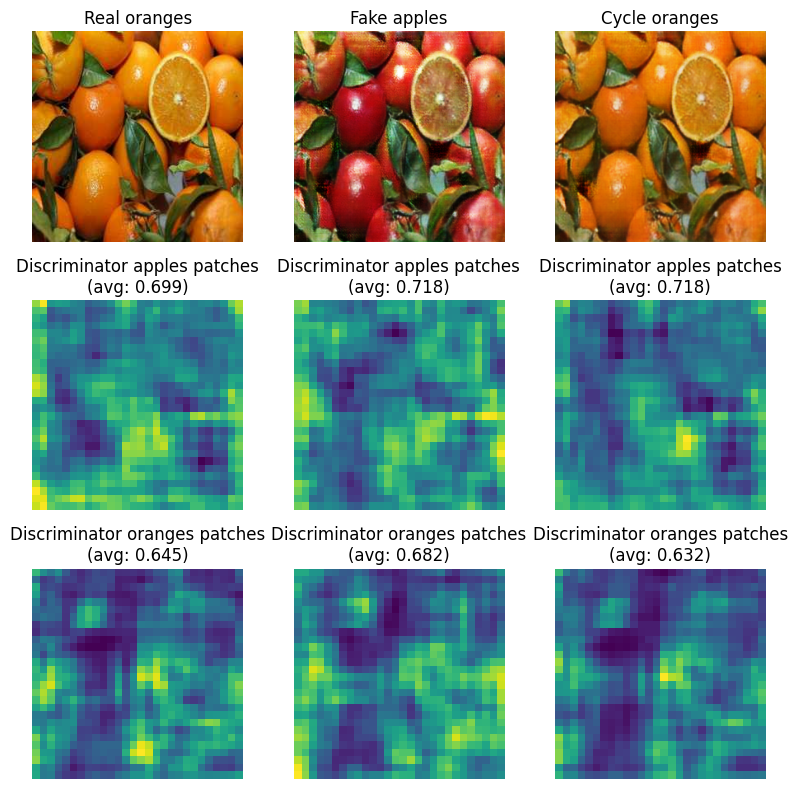 Real oranges
Fake apples
Cycle oranges
Discriminator apples patches
(avg: 0.699)
Discriminator apples patches
(avg: 0.718)
Discriminator apples patches
(avg: 0.718)
Discriminator oranges patches
(avg: 0.645)
Discriminator oranges patches
(avg: 0.682)
Discriminator oranges patches
(avg: 0.632)